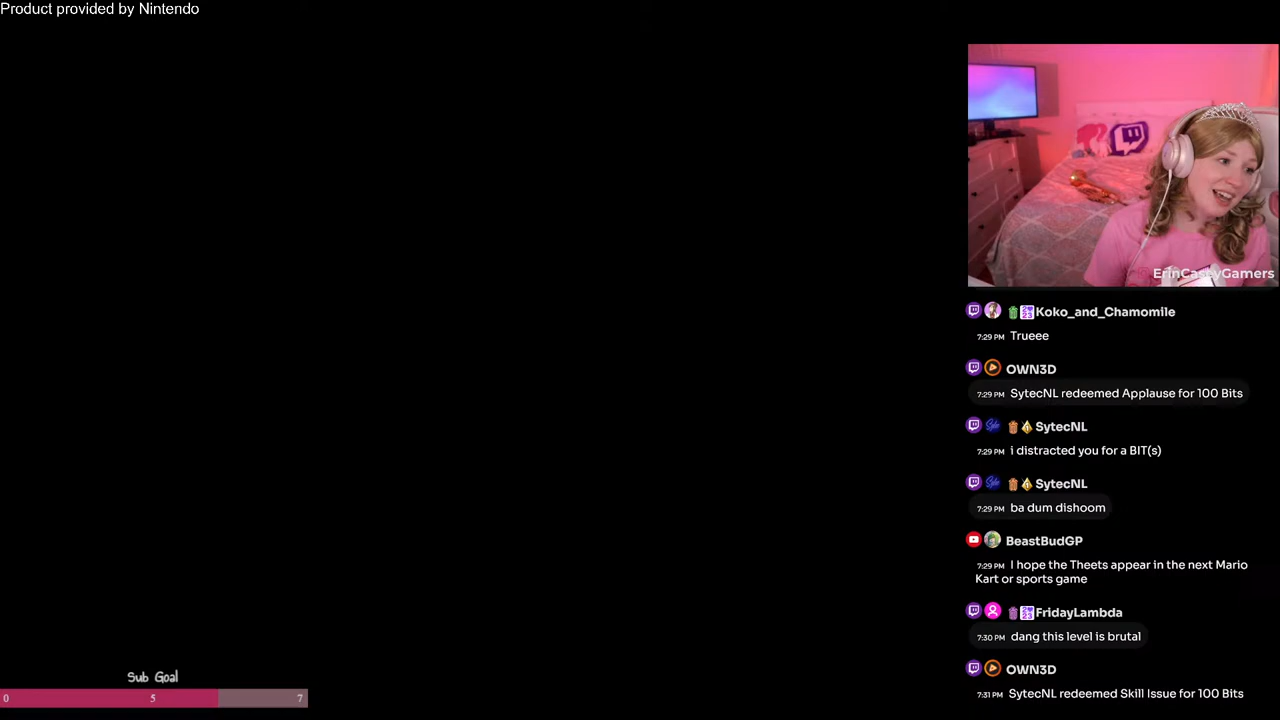 Product provided by Nintendo
ErinCaseyGamers
Koko_and_Chamomile
7:29 PM Trueee
OWN3D
7:29 PM SytecNL redeemed Applause for 100 Bits
SytecNL
7:29 PM i distracted you for a BIT(s)
SytecNL
7:29 PM ba dum dishoom
BeastBudGP
7:29 PM I hope the Theets appear in the next Mario
Kart or sports game
FridayLambda
7:30 PM dang this level is brutal
OWN3D
7:31 PM SytecNL redeemed Skill Issue for 100 Bits
Sub Goal
0 5 7